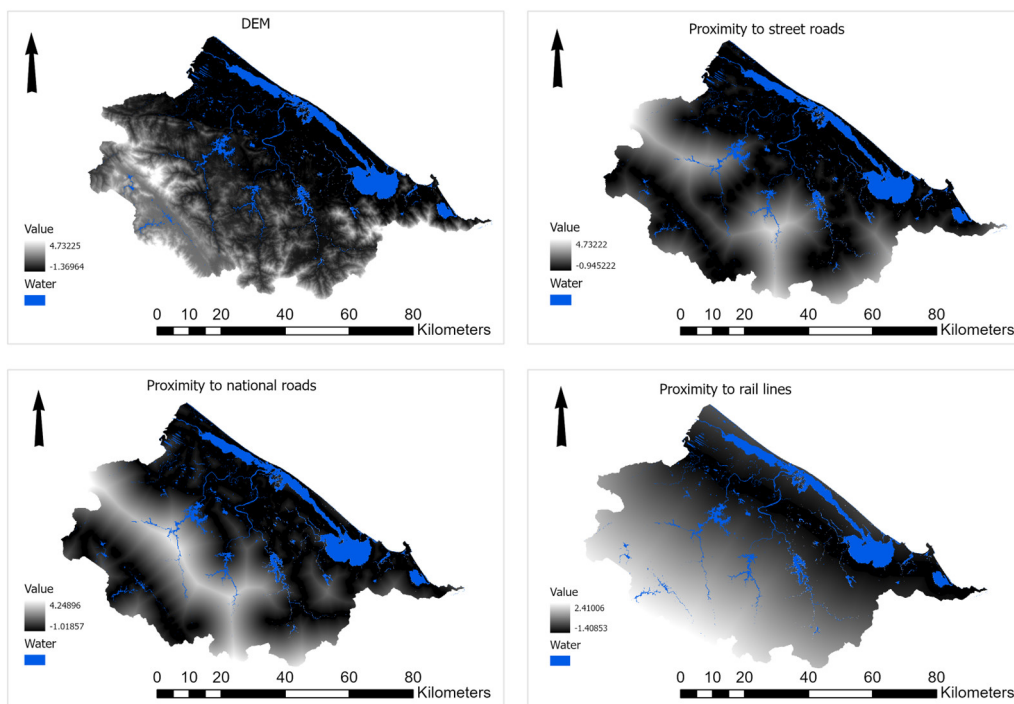 DEM
Value
4.73225
-1.36964
Water
0 10 20 40 60 80
Kilometers
Proximity to street roads
Value
4.73222
-0.945222
Water
0 10 20 40 60 80
Kilometers
Proximity to national roads
Value
4.24896
-1.01857
Water
0 10 20 40 60 80
Kilometers
Proximity to rail lines
Value
2.41006
-1.40853
Water
0 10 20 40 60 80
Kilometers